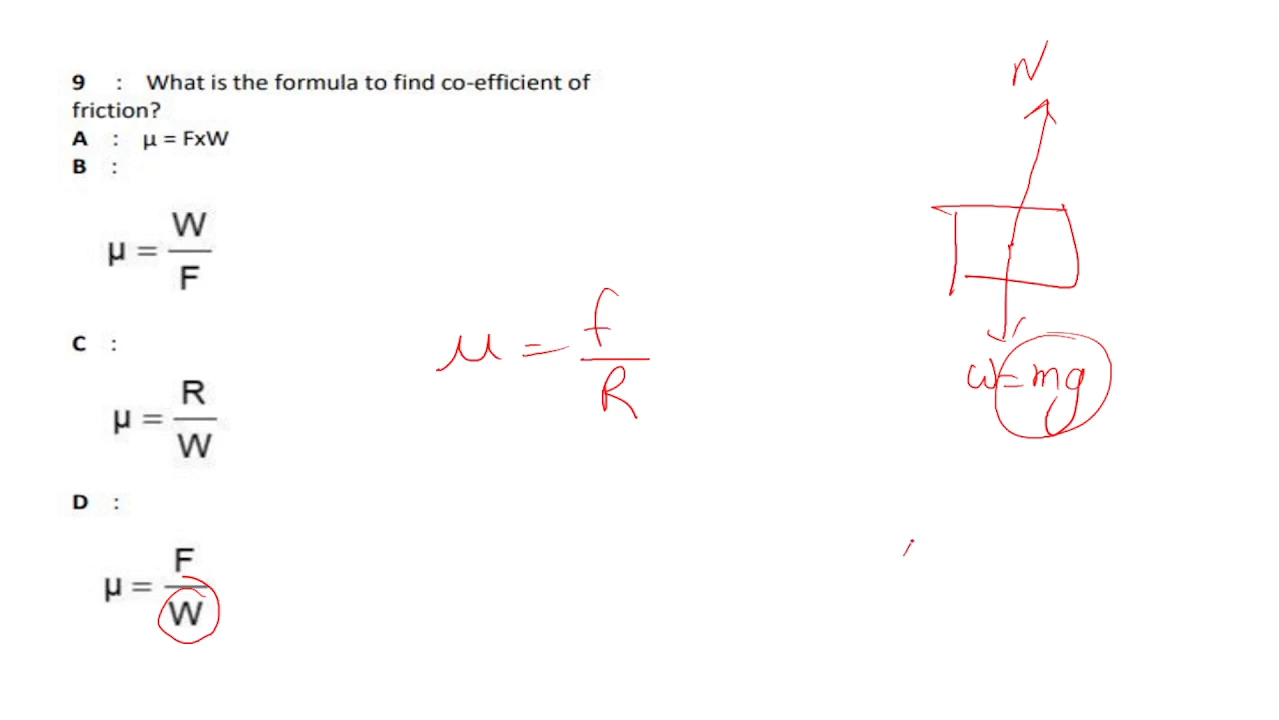 9 : What is the formula to find co-efficient of
friction?
A : μ = FxW
B :
μ = W/F
C :
μ = R/W
D :
μ = F/W
μ = f/R
N
W = mg